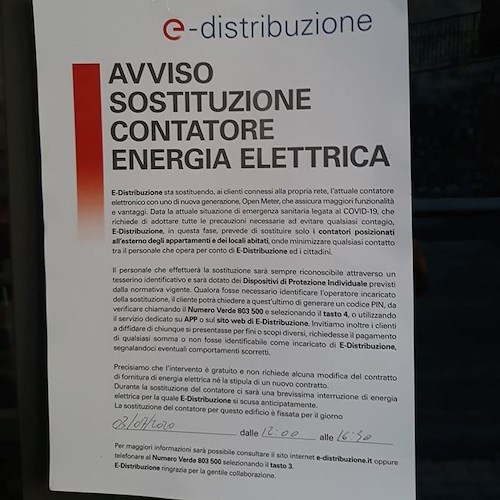 e-distribuzione
AVVISO
SOSTITUZIONE
CONTATORE
ENERGIA ELETTRICA
E-Distribuzione sta sostituendo, ai clienti connessi alla propria rete, l'attuale contatore
elettronico con uno di nuova generazione, Open Meter, che assicura maggiori funzionalità
e vantaggi. Data la attuale situazione di emergenza sanitaria legata al COVID-19, che
richiede di adottare tutte le precauzioni necessarie ad evitare qualsiasi contagio,
E-Distribuzione, in questa fase, prevede di sostituire solo i contatori posizionati
all'esterno degli appartamenti e dei locali abitati, onde minimizzare qualsiasi contatto
tra il personale che opera per conto di E-Distribuzione ed i cittadini.
Il personale che effettuerà la sostituzione sarà sempre riconoscibile attraverso un
tesserino identificativo e sarà dotato dei Dispositivi di Protezione Individuale previsti
dalla normativa vigente. Qualora fosse necessario identificare l'operatore incaricato
della sostituzione, il cliente potrà chiedere a quest'ultimo di generare un codice PIN, da
verificare chiamando il Numero Verde 803 500 e selezionando il tasto 4, o utilizzando
il servizio dedicato su APP o sul sito web di E-Distribuzione. Invitiamo inoltre i clienti
a diffidare di chiunque si presentasse per fini o scopi diversi, richiedesse il pagamento
di qualsiasi somma o non fosse identificabile come incaricato di E-Distribuzione,
segnalandoci eventuali comportamenti scorretti.
Precisiamo che l'intervento è gratuito e non richiede alcuna modifica del contratto
di fornitura di energia elettrica né la stipula di un nuovo contratto.
Durante la sostituzione del contatore ci sarà una brevissima interruzione di energia
elettrica per la quale E-Distribuzione si scusa anticipatamente.
La sostituzione del contatore per questo edificio è fissata per il giorno
dalle 12:00 alle 16:30
Per maggiori informazioni sarà possibile consultare il sito internet e-distribuzione.it oppure
telefonare al Numero Verde 803 500 selezionando il tasto 3.
E-Distribuzione ringrazia per la gentile collaborazione.